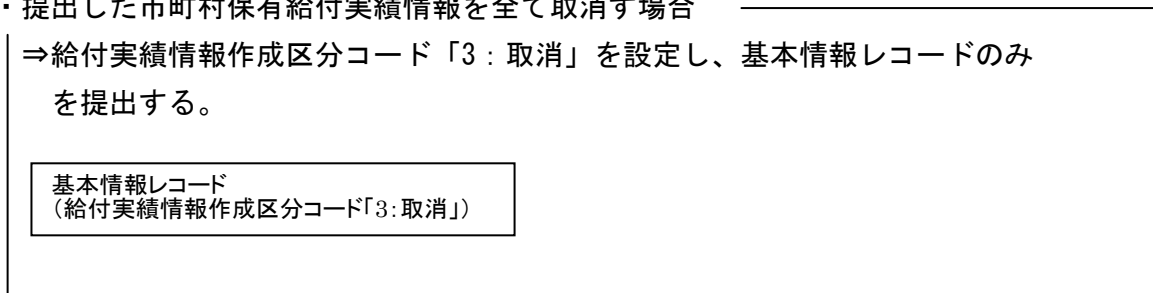 ・提出した市町村保有給付実績情報を全て取消す場合
⇒給付実績情報作成区分コード「3：取消」を設定し、基本情報レコードのみ
を提出する。
基本情報レコード
（給付実績情報作成区分コード「3：取消」）